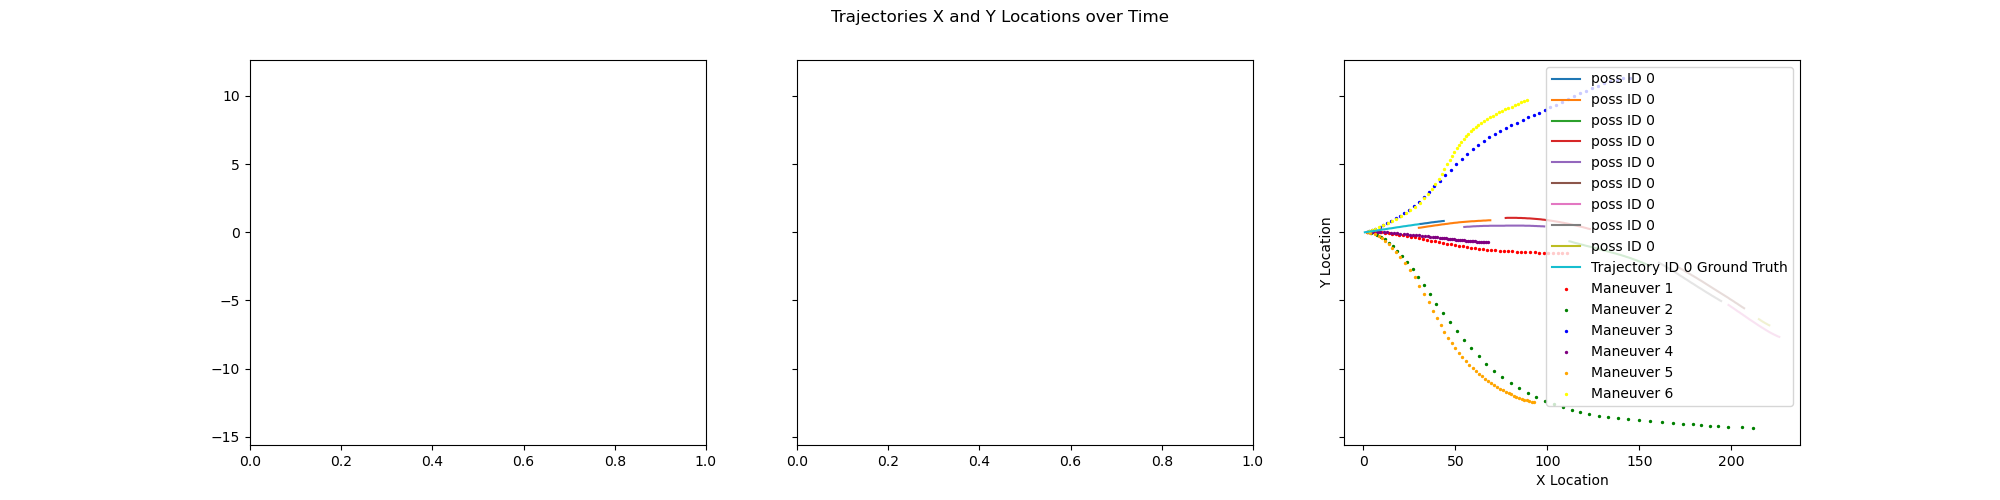 Trajectories X and Y Locations over Time
10
5
0
−5
−10
−15
0.0 0.2 0.4 0.6 0.8 1.0
0.0 0.2 0.4 0.6 0.8 1.0
Y Location
poss ID 0
poss ID 0
poss ID 0
poss ID 0
poss ID 0
poss ID 0
poss ID 0
poss ID 0
poss ID 0
Trajectory ID 0 Ground Truth
Maneuver 1
Maneuver 2
Maneuver 3
Maneuver 4
Maneuver 5
Maneuver 6
0 50 100 150 200
X Location